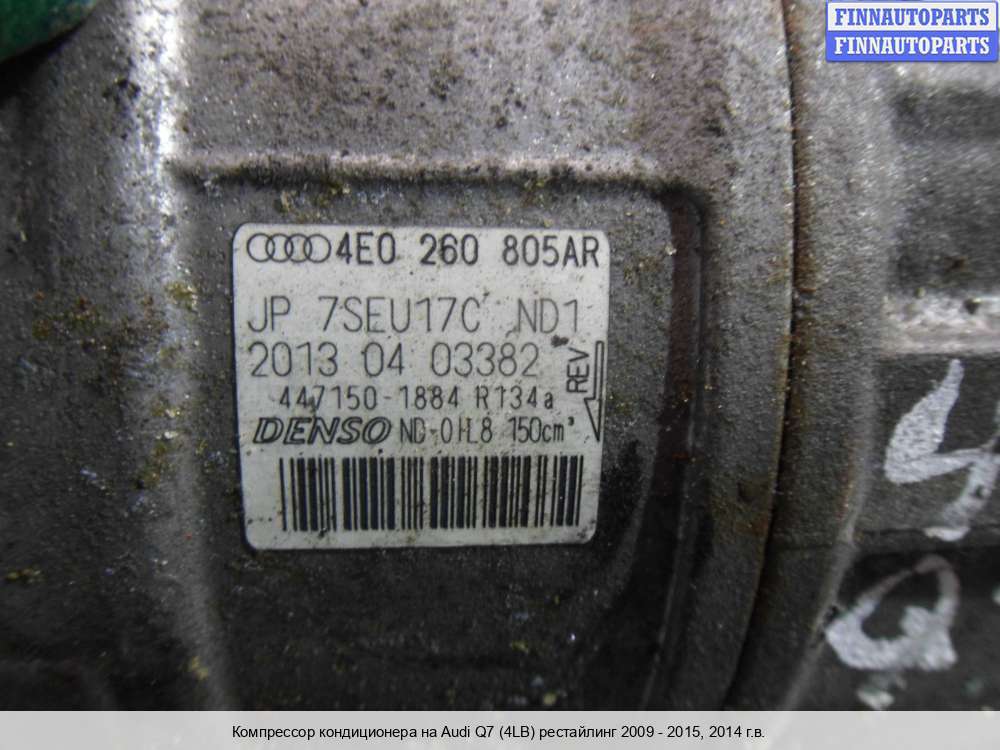 FINNAUTOPARTS
FINNAUTOPARTS
4E0 260 805AR
JP 7SEU17C ND1
2013 04 03382
REV
447150-1884 R134a
DENSO ND-OIL8 150cm³
Компрессор кондиционера на Audi Q7 (4LB) рестайлинг 2009 - 2015, 2014 г.в.